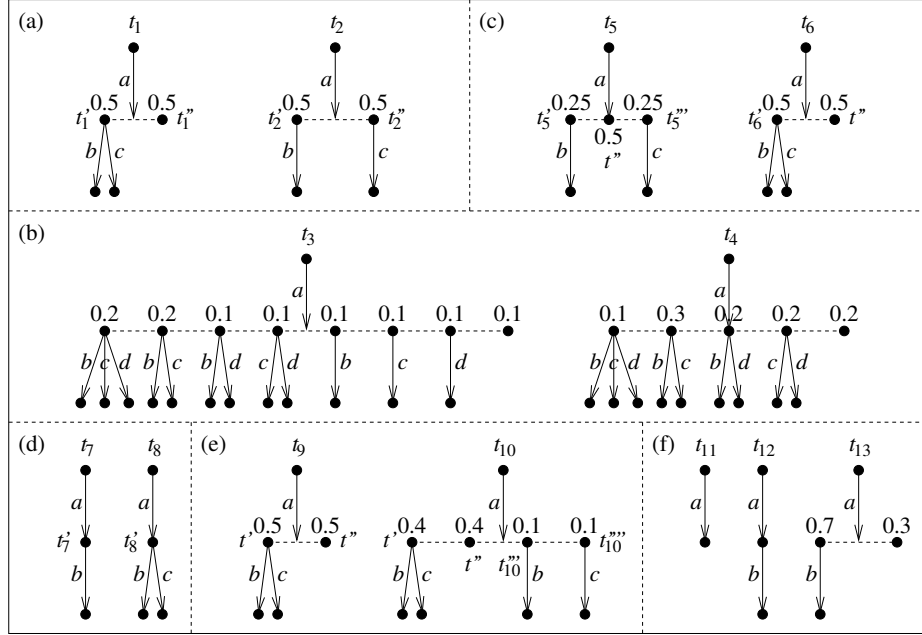 (a) t1 t2 (c) t5 t6
a a a a
0.5 0.5 0.5 0.5 0.25 0.25 0.5 0.5
t1' t1'' t2' t2'' t5' t5''' t6' t''
0.5
b c b c b t'' c b c
(b) t3 t4
a a
0.2 0.2 0.1 0.1 0.1 0.1 0.1 0.1 0.1 0.3 0.2 0.2 0.2
b c d b c b d c d b c d b c d b c b d c d
(d) t7 t8 (e) t9 t10 (f) t11 t12 t13
a a a a a a a
0.5 0.5 0.4 0.4 0.1 0.1 0.7 0.3
t7' t8' t' t'' t' t'' t10''' t10''''
b b c b c b c b c b b